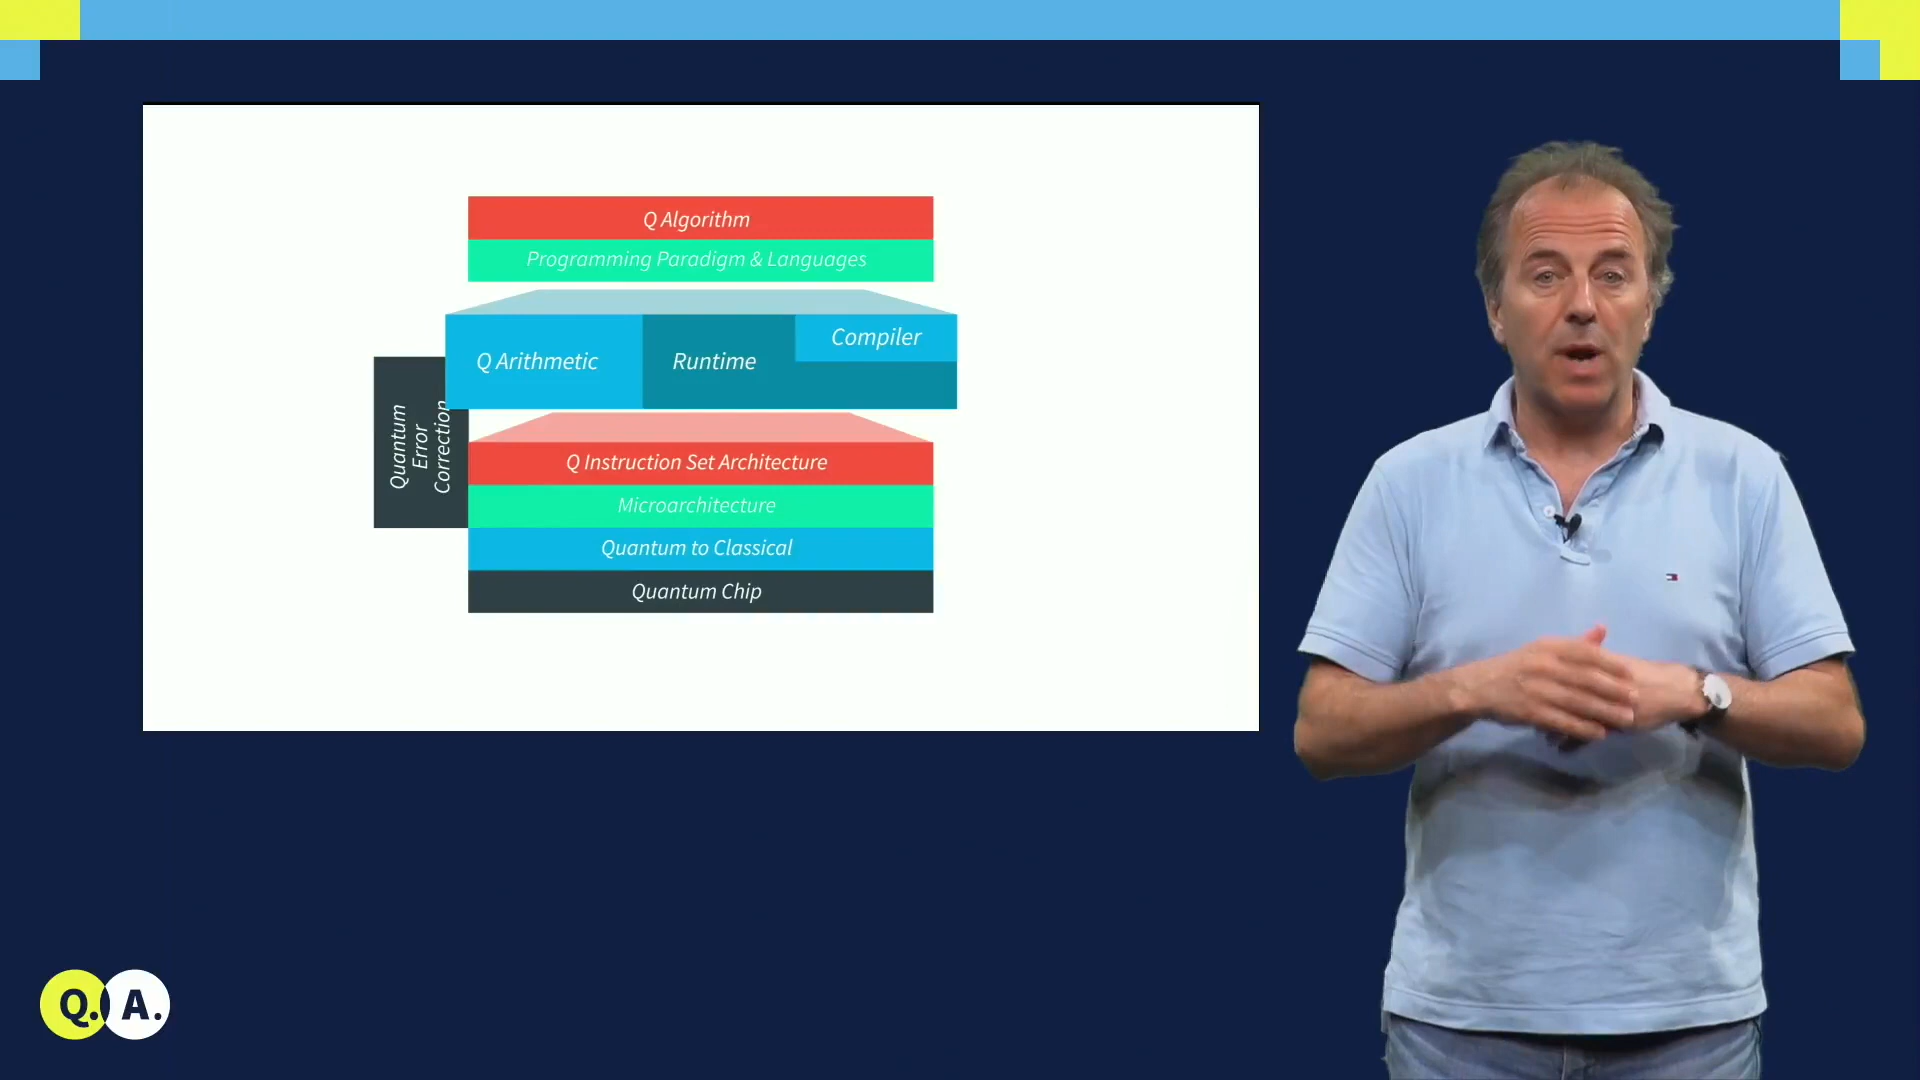 Q Algorithm
Programming Paradigm & Languages
Q Arithmetic
Runtime
Compiler
Quantum
Error
Correction
Q Instruction Set Architecture
Microarchitecture
Quantum to Classical
Quantum Chip
Q. A.